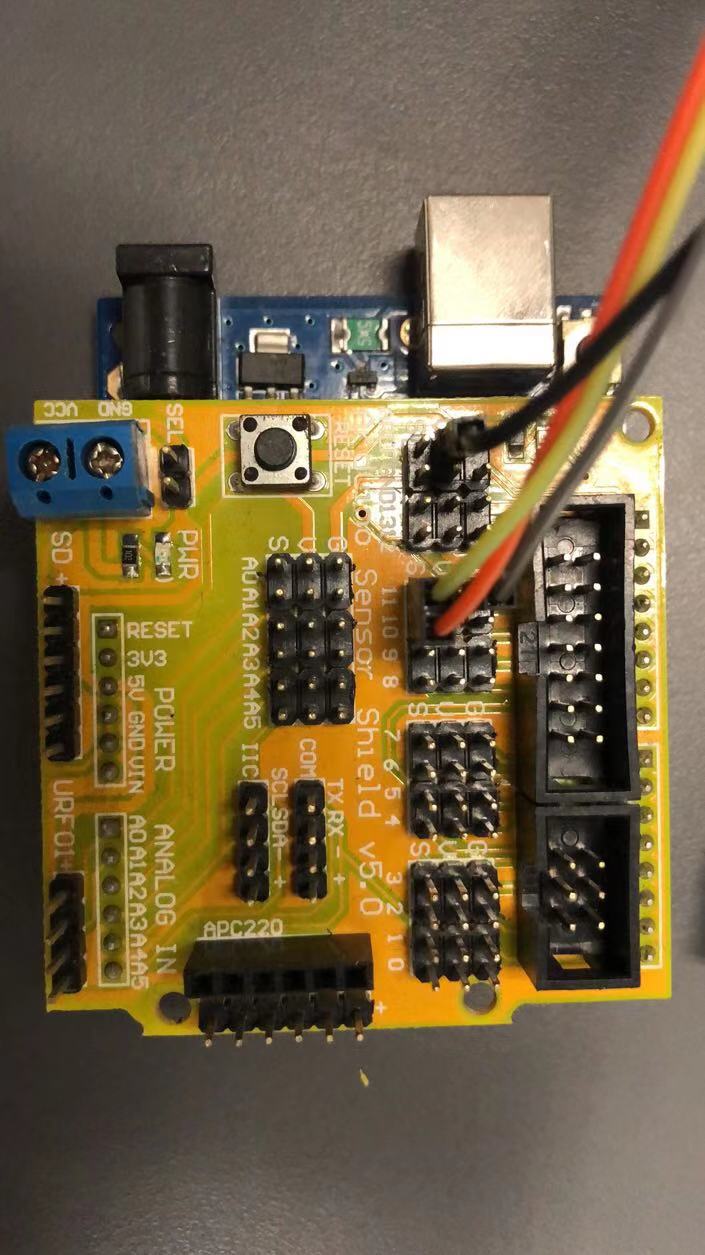 VCC GND
SEL
RESET
PWR
SD +
S V G
A0 A1 A2 A3 A4 A5
Sensor Shield v5.0
RESET
3V3
5V GND VIN
POWER
A0 A1 A2 A3 A4 A5
ANALOG IN
IIC
SCL SDA - +
COM
TX RX - +
URF01
APC220
+
13 12
11 10 9 8
S V G
7 6 5 4
S V G
3 2 1 0